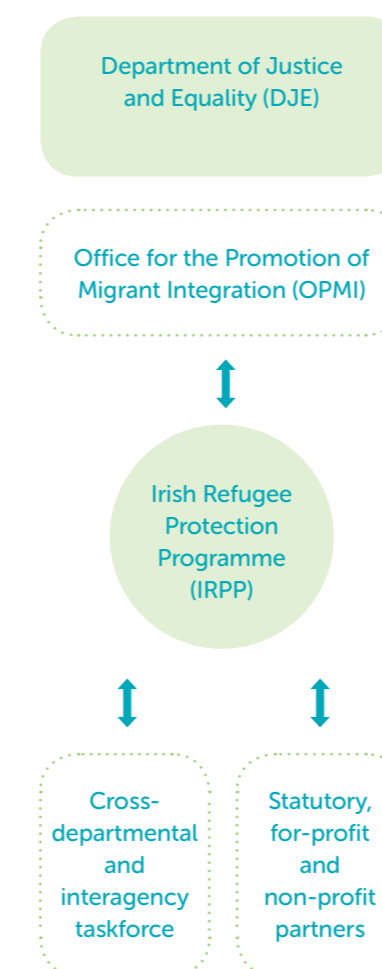 Department of Justice
and Equality (DJE)
Office for the Promotion of
Migrant Integration (OPMI)
Irish Refugee
Protection
Programme
(IRPP)
Cross-
departmental
and
interagency
taskforce
Statutory,
for-profit
and
non-profit
partners